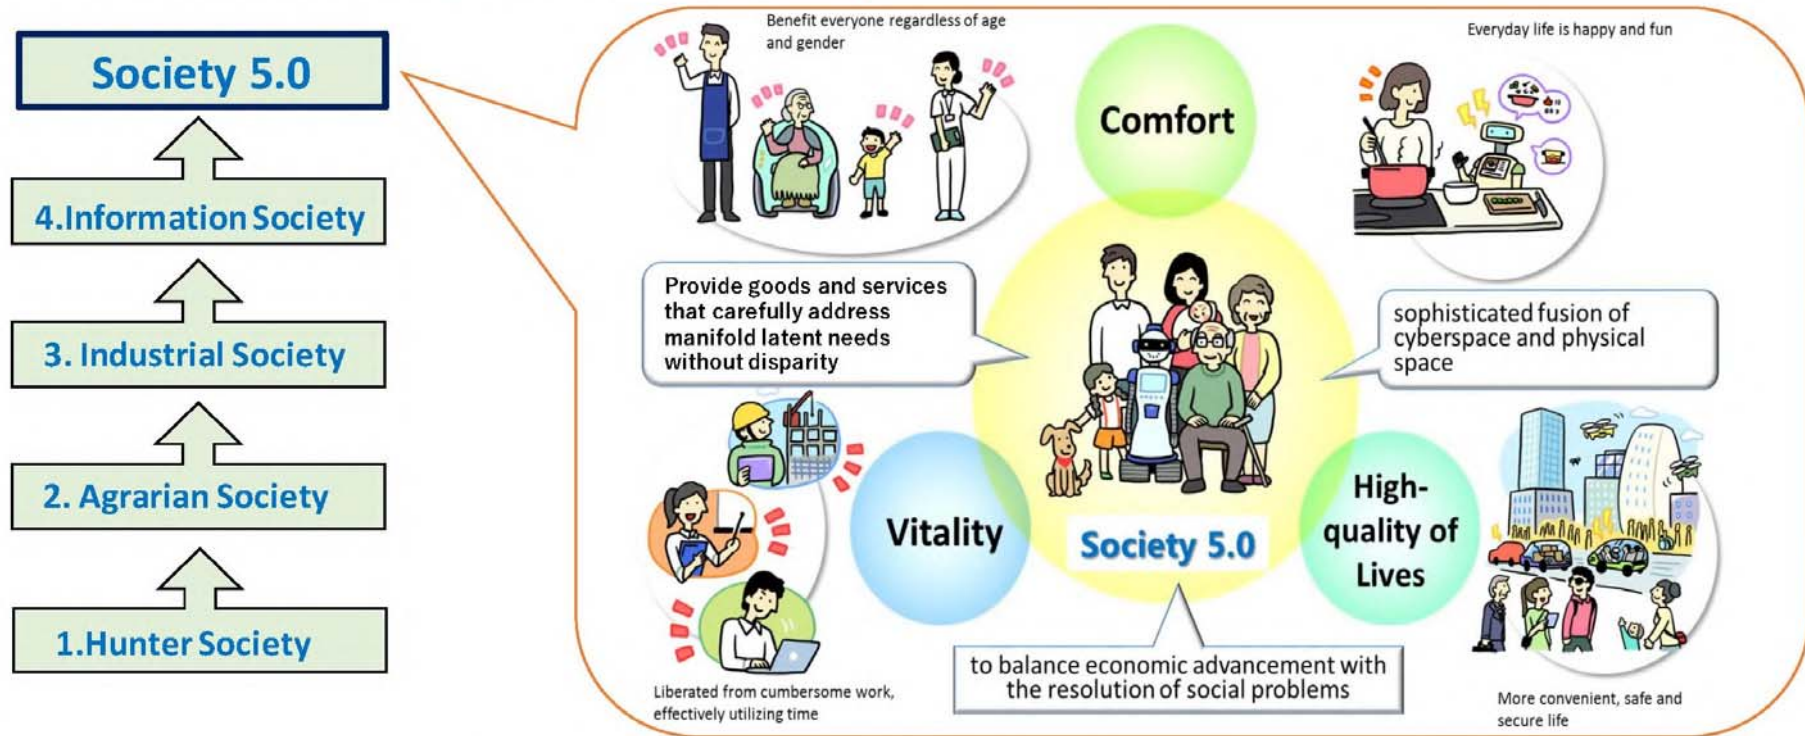 Society 5.0
4.Information Society
3. Industrial Society
2. Agrarian Society
1.Hunter Society
Benefit everyone regardless of age
and gender
Comfort
Everyday life is happy and fun
Provide goods and services
that carefully address
manifold latent needs
without disparity
sophisticated fusion of
cyberspace and physical
space
Vitality
Society 5.0
High-
quality of
Lives
Liberated from cumbersome work,
effectively utilizing time
to balance economic advancement with
the resolution of social problems
More convenient, safe and
secure life